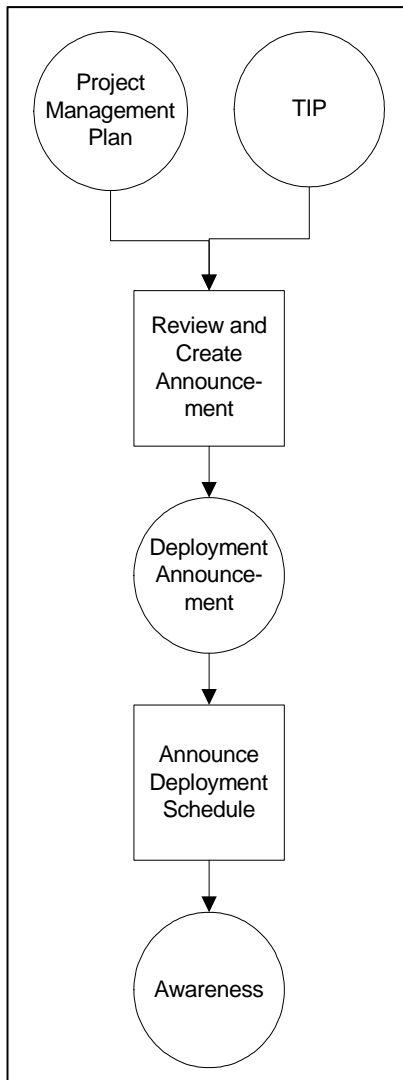 Project
Management
Plan
TIP
Review and
Create
Announce-
ment
Deployment
Announce-
ment
Announce
Deployment
Schedule
Awareness